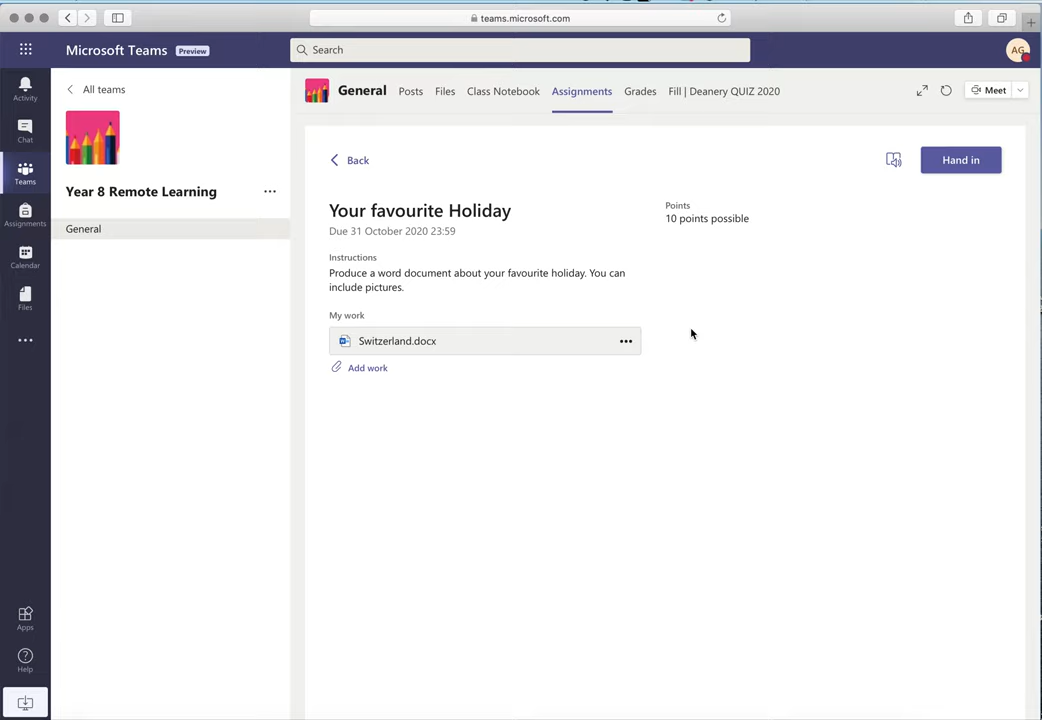 teams.microsoft.com
Microsoft Teams Preview
Search
AG
Activity
Chat
Teams
Assignments
Calendar
Files
Apps
Help
All teams
Year 8 Remote Learning
General
General Posts Files Class Notebook Assignments Grades Fill | Deanery QUIZ 2020
Meet
Back
Hand in
Your favourite Holiday
Due 31 October 2020 23:59
Points
10 points possible
Instructions
Produce a word document about your favourite holiday. You can
include pictures.
My work
Switzerland.docx
Add work